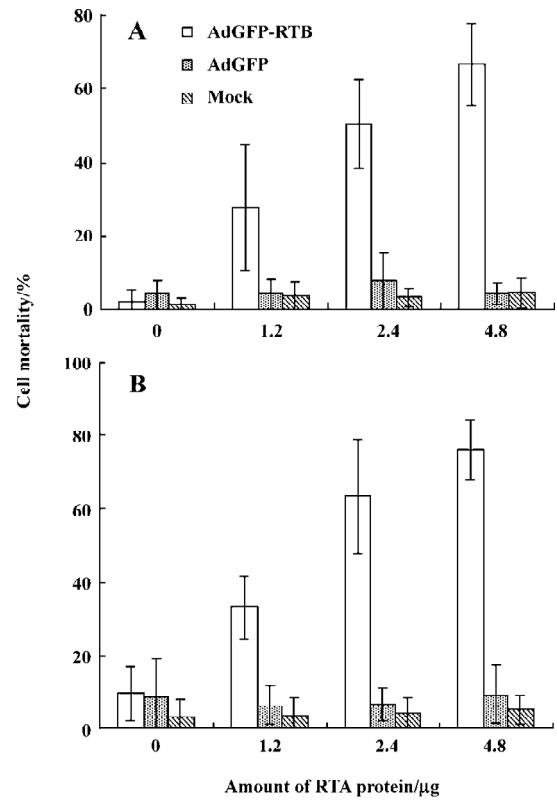 80
A
AdGFP-RTB
AdGFP
Mock
60
40
20
0
0 1.2 2.4 4.8
Cell mortality/%
100
B
80
60
40
20
0
0 1.2 2.4 4.8
Amount of RTA protein/μg